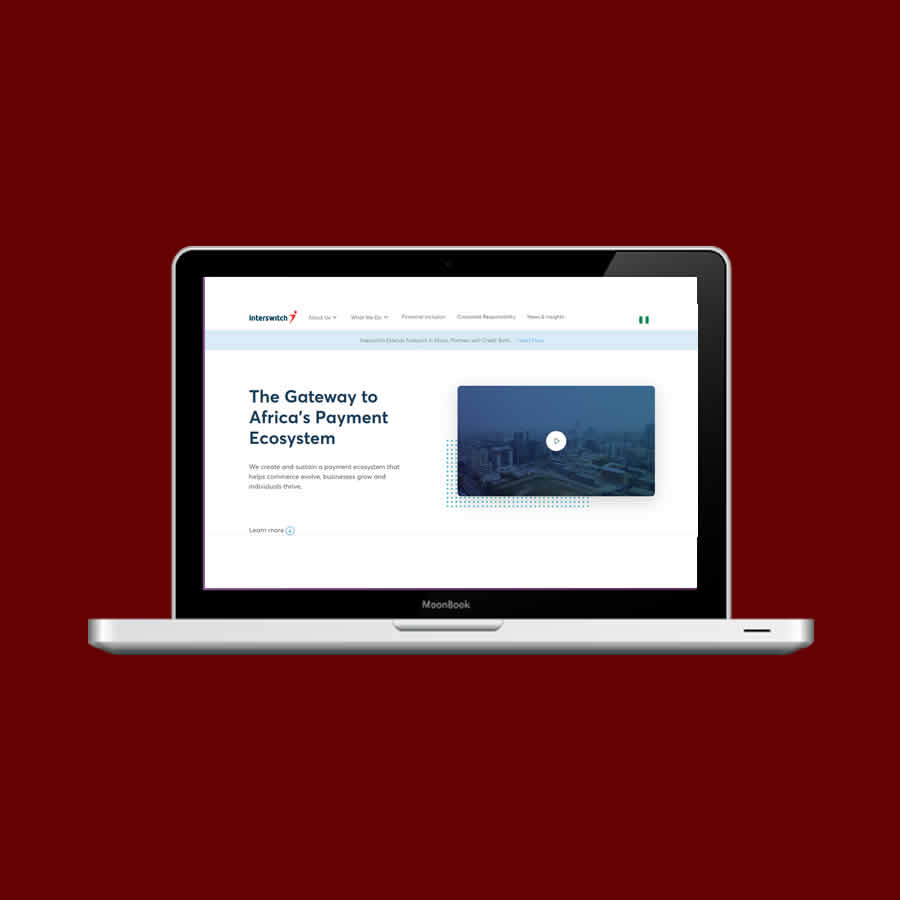 interswitch
About Us What We Do Financial Inclusion Corporate Responsibility News & Insights
Interswitch Extends Footprint in Africa, Partners with Credit Bank... Read More
The Gateway to
Africa's Payment
Ecosystem
We create and sustain a payment ecosystem that
helps commerce evolve, businesses grow and
individuals thrive.
Learn more
MoonBook